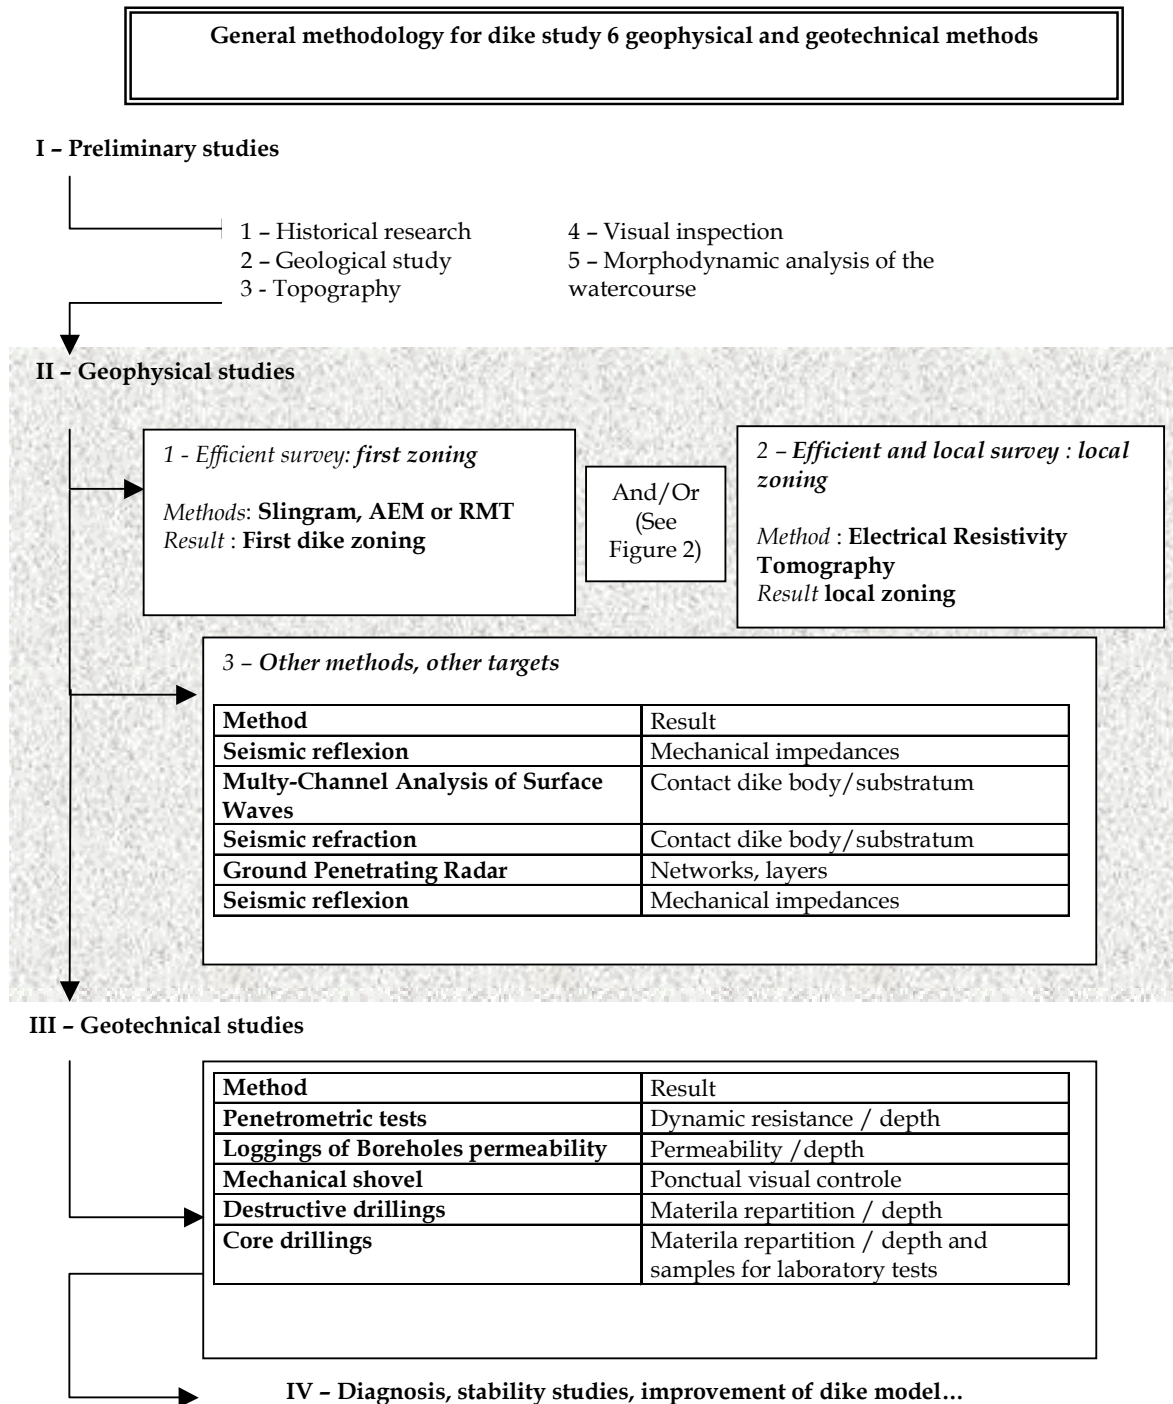 General methodology for dike study 6 geophysical and geotechnical methods
I – Preliminary studies
1 – Historical research
2 – Geological study
3 - Topography
4 – Visual inspection
5 – Morphodynamic analysis of the
watercourse
II – Geophysical studies
1 - Efficient survey: first zoning
Methods: Slingram, AEM or RMT
Result : First dike zoning
And/Or
(See
Figure 2)
2 – Efficient and local survey : local
zoning
Method : Electrical Resistivity
Tomography
Result local zoning
3 – Other methods, other targets
Method Result
Seismic reflexion Mechanical impedances
Multy-Channel Analysis of Surface
Waves
Contact dike body/substratum
Seismic refraction Contact dike body/substratum
Ground Penetrating Radar Networks, layers
Seismic reflexion Mechanical impedances
III – Geotechnical studies
Method Result
Penetrometric tests Dynamic resistance / depth
Loggings of Boreholes permeability Permeability /depth
Mechanical shovel Ponctual visual controle
Destructive drillings Materila repartition / depth
Core drillings Materila repartition / depth and
samples for laboratory tests
IV – Diagnosis, stability studies, improvement of dike model…